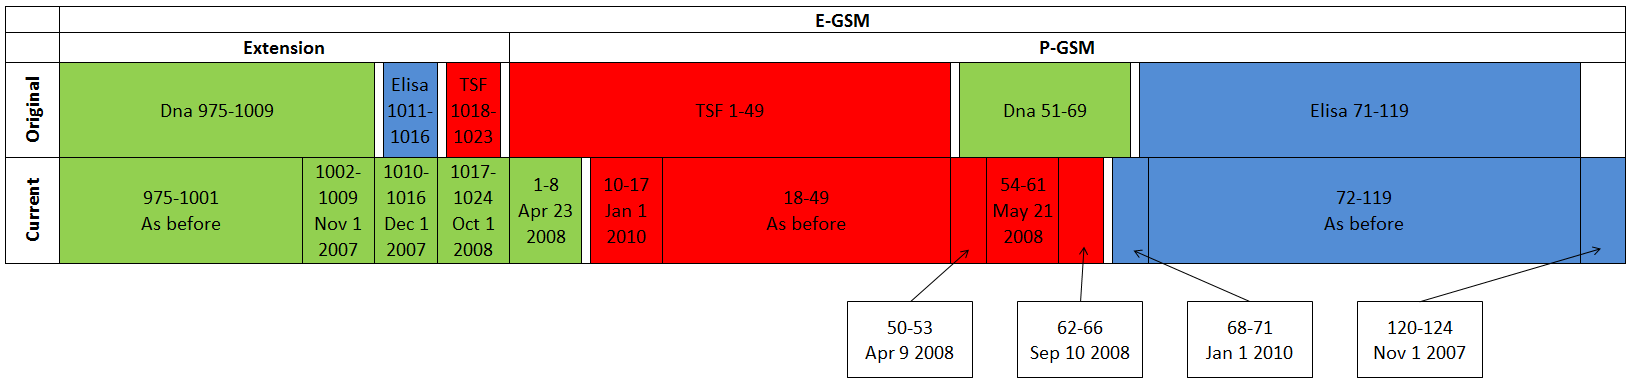 E-GSM
Extension
P-GSM
Original
Dna 975-1009
Elisa
1011-
1016
TSF
1018-
1023
TSF 1-49
Dna 51-69
Elisa 71-119
Current
975-1001
As before
1002-
1009
Nov 1
2007
1010-
1016
Dec 1
2007
1017-
1024
Oct 1
2008
1-8
Apr 23
2008
10-17
Jan 1
2010
18-49
As before
54-61
May 21
2008
72-119
As before
50-53
Apr 9 2008
62-66
Sep 10 2008
68-71
Jan 1 2010
120-124
Nov 1 2007